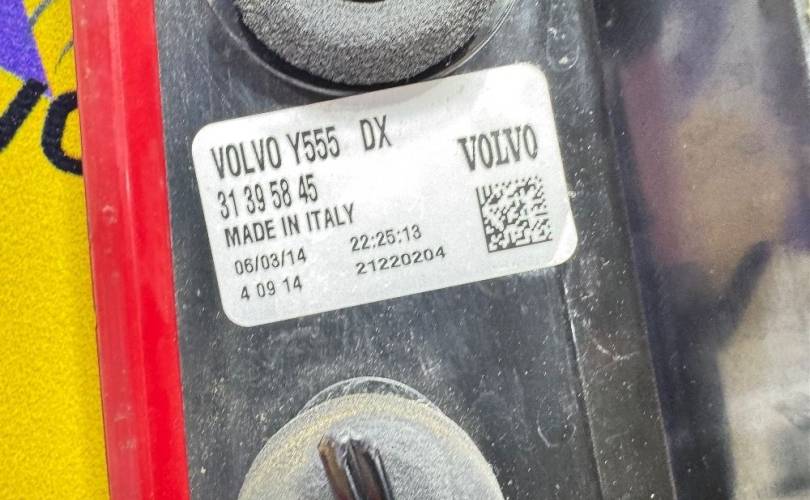 VOLVO Y555 DX
VOLVO
31 39 58 45
MADE IN ITALY
06/03/14 22:25:13
4 09 14 21220204